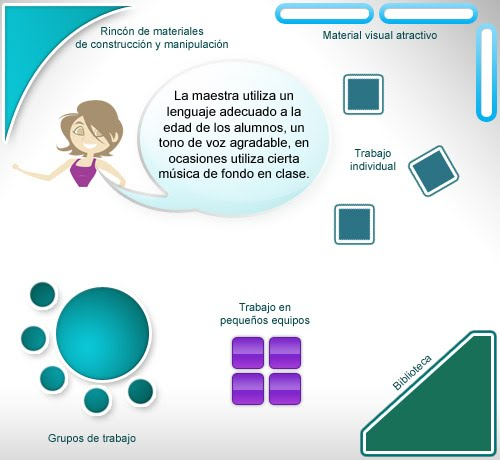 Rincón de materiales
de construcción y manipulación
Material visual atractivo
La maestra utiliza un
lenguaje adecuado a la
edad de los alumnos, un
tono de voz agradable, en
ocasiones utiliza cierta
música de fondo en clase.
Trabajo
individual
Trabajo en
pequeños equipos
Biblioteca
Grupos de trabajo